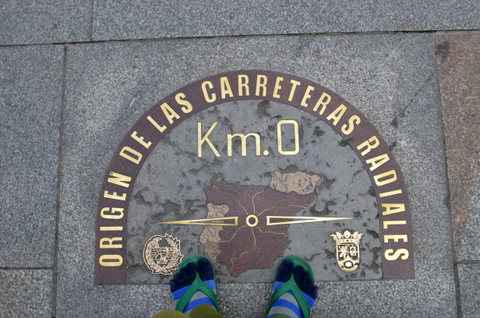 ORIGEN DE LAS CARRETERAS RADIALES
Km.0